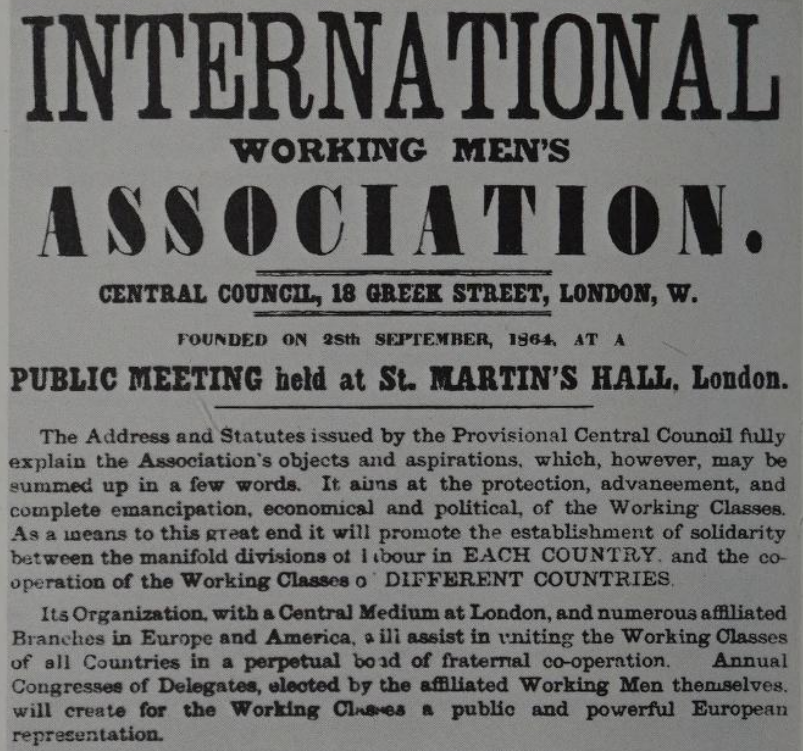 INTERNATIONAL
WORKING MEN'S
ASSOCIATION.
CENTRAL COUNCIL, 18 GREEK STREET, LONDON, W.
FOUNDED ON 28th SEPTEMBER, 1864, AT A
PUBLIC MEETING held at St. MARTIN'S HALL, London.
The Address and Statutes issued by the Provisional Central Council fully
explain the Association's objects and aspirations, which, however, may be
summed up in a few words. It aims at the protection, advancement, and
complete emancipation, economical and political, of the Working Classes.
As a means to this great end it will promote the establishment of solidarity
between the manifold divisions of labour in EACH COUNTRY, and the co-
operation of the Working Classes of DIFFERENT COUNTRIES.
Its Organization, with a Central Medium at London, and numerous affiliated
Branches in Europe and America, will assist in uniting the Working Classes
of all Countries in a perpetual bond of fraternal co-operation. Annual
Congresses of Delegates, elected by the affiliated Working Men themselves,
will create for the Working Classes a public and powerful European
representation.